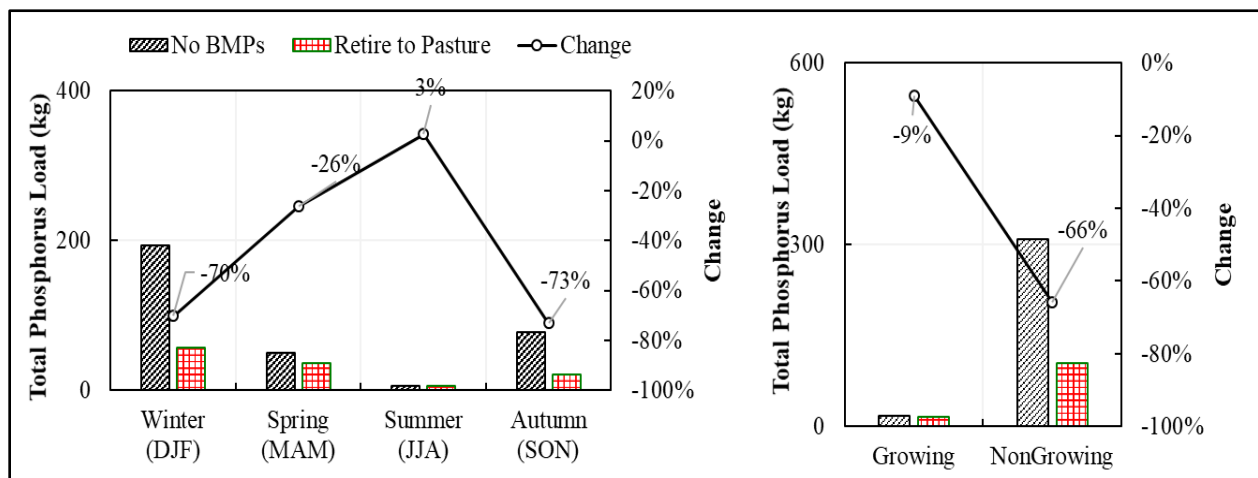 No BMPs Retire to Pasture Change
Total Phosphorus Load (kg)
400
200
0
-70%
-26%
3%
-73%
20%
0%
-20%
-40%
-60%
-80%
-100%
Change
Winter
(DJF)
Spring
(MAM)
Summer
(JJA)
Autumn
(SON)
Total Phosphorus Load (kg)
600
300
0
-9%
-66%
0%
-20%
-40%
-60%
-80%
-100%
Change
Growing
NonGrowing